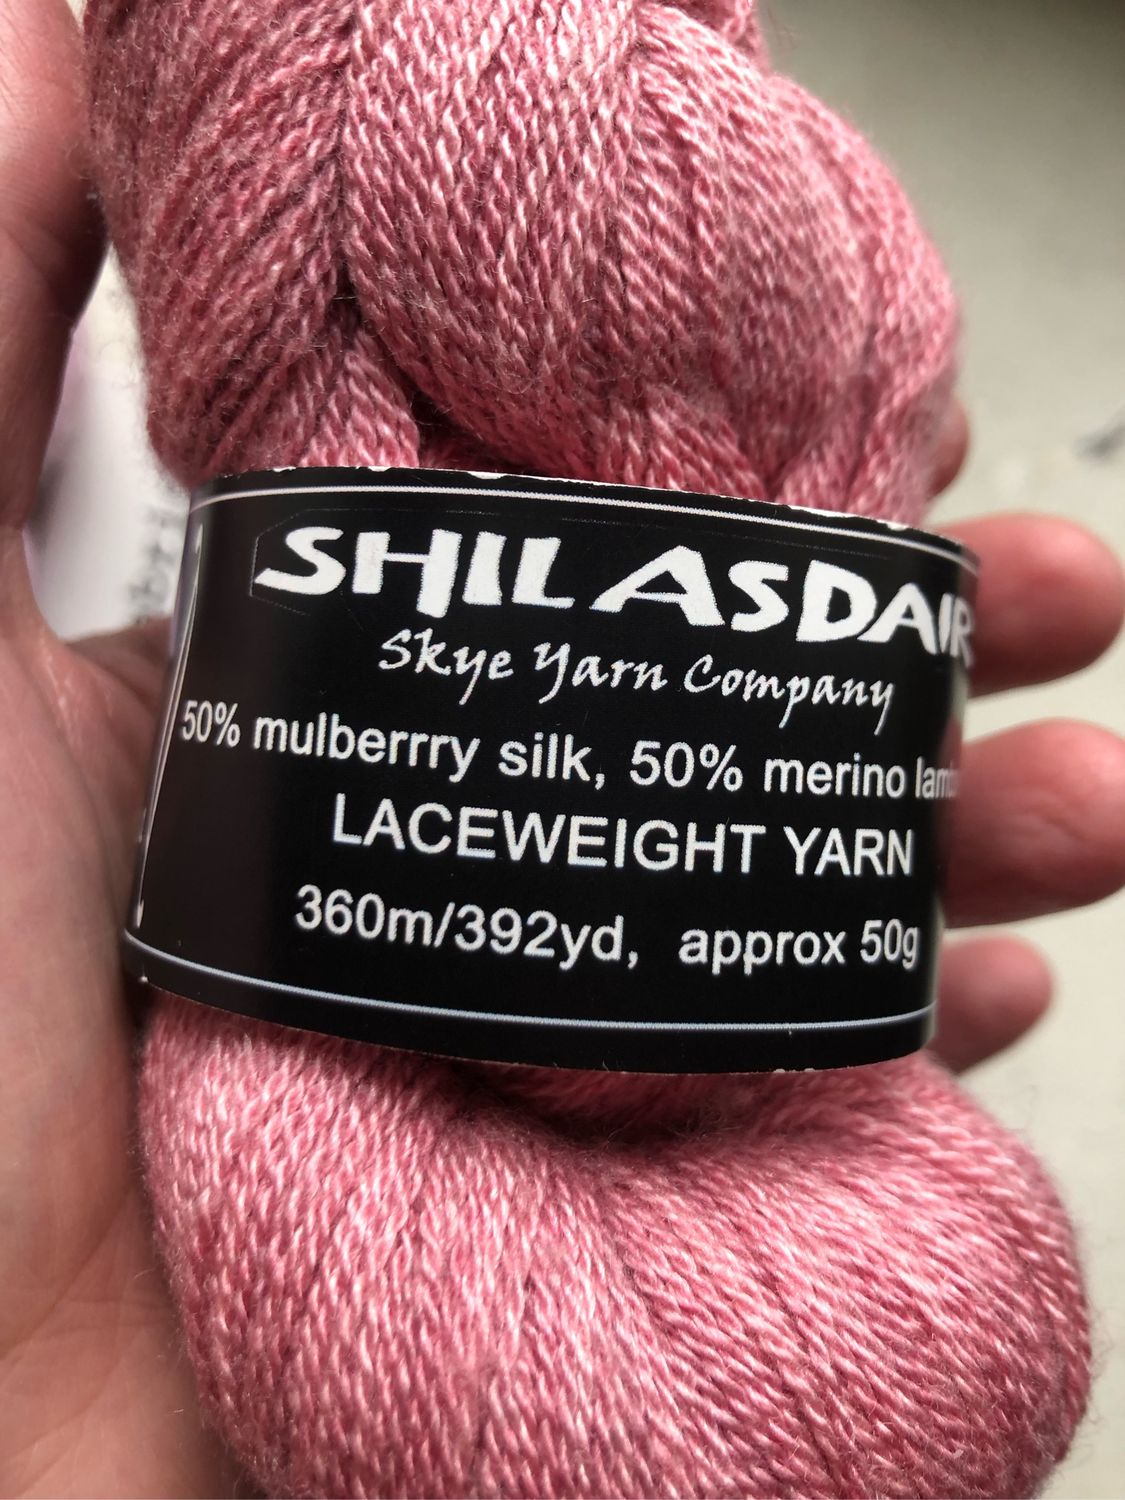 SHILASDAIR
Skye Yarn Company
50% mulberrry silk, 50% merino
LACEWEIGHT YARN
360m/392yd, approx 50g